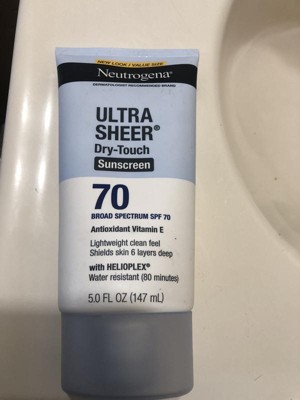 NEW LOOK / VALUE SIZE
Neutrogena®
DERMATOLOGIST RECOMMENDED BRAND
ULTRA
SHEER®
Dry-Touch
Sunscreen
70
BROAD SPECTRUM SPF 70
Antioxidant Vitamin E
Lightweight clean feel
Shields skin 6 layers deep
with HELIOPLEX®
Water resistant (80 minutes)
5.0 FL OZ (147 mL)